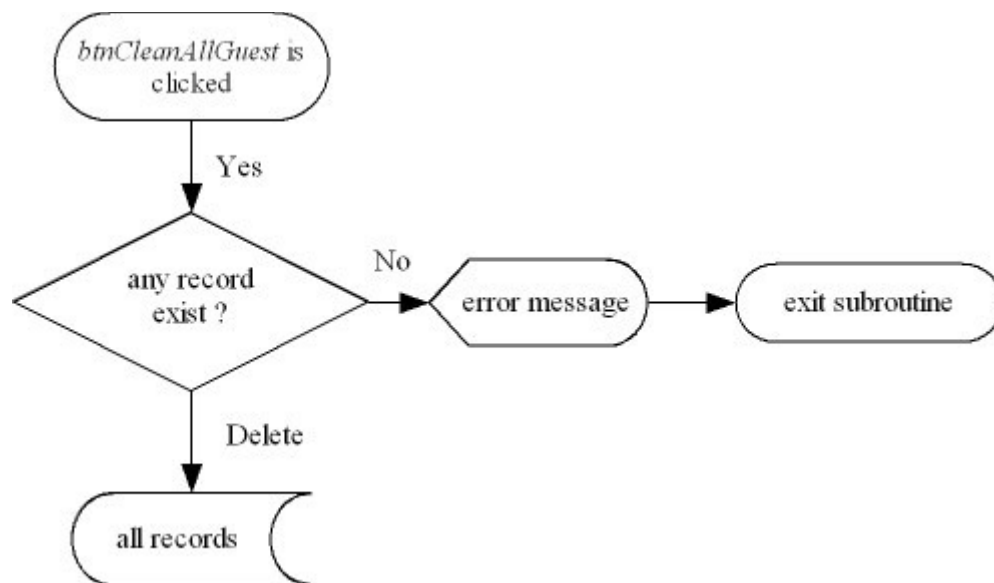 btnCleanAllGuest is
clicked
Yes
any record
exist ?
No
error message
exit subroutine
Delete
all records